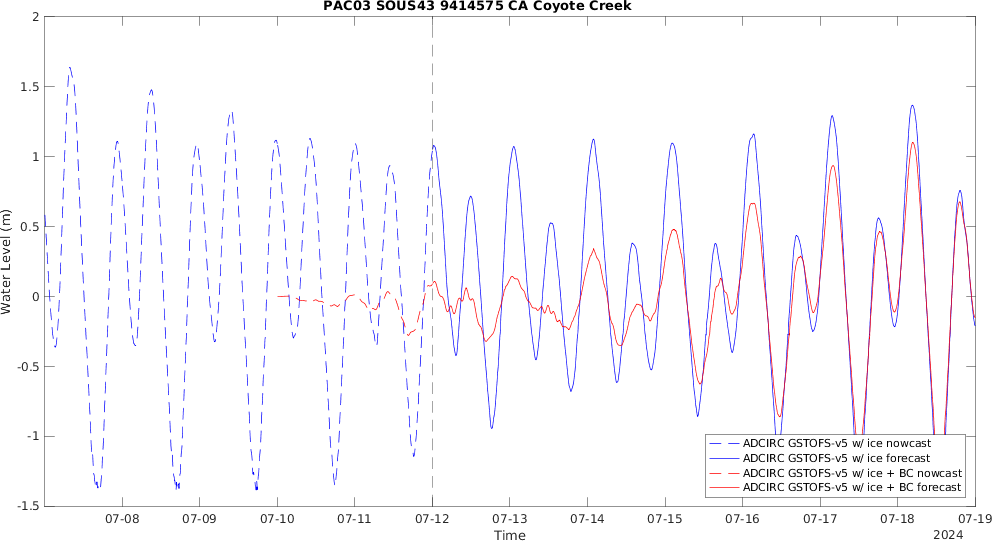 PAC03 SOUS43 9414575 CA Coyote Creek
2
1.5
1
0.5
0
-0.5
-1
-1.5
Water Level (m)
ADCIRC GSTOFS-v5 w/ ice nowcast
ADCIRC GSTOFS-v5 w/ ice forecast
ADCIRC GSTOFS-v5 w/ ice + BC nowcast
ADCIRC GSTOFS-v5 w/ ice + BC forecast
07-08 07-09 07-10 07-11 07-12 07-13 07-14 07-15 07-16 07-17 07-18 07-19
Time
2024